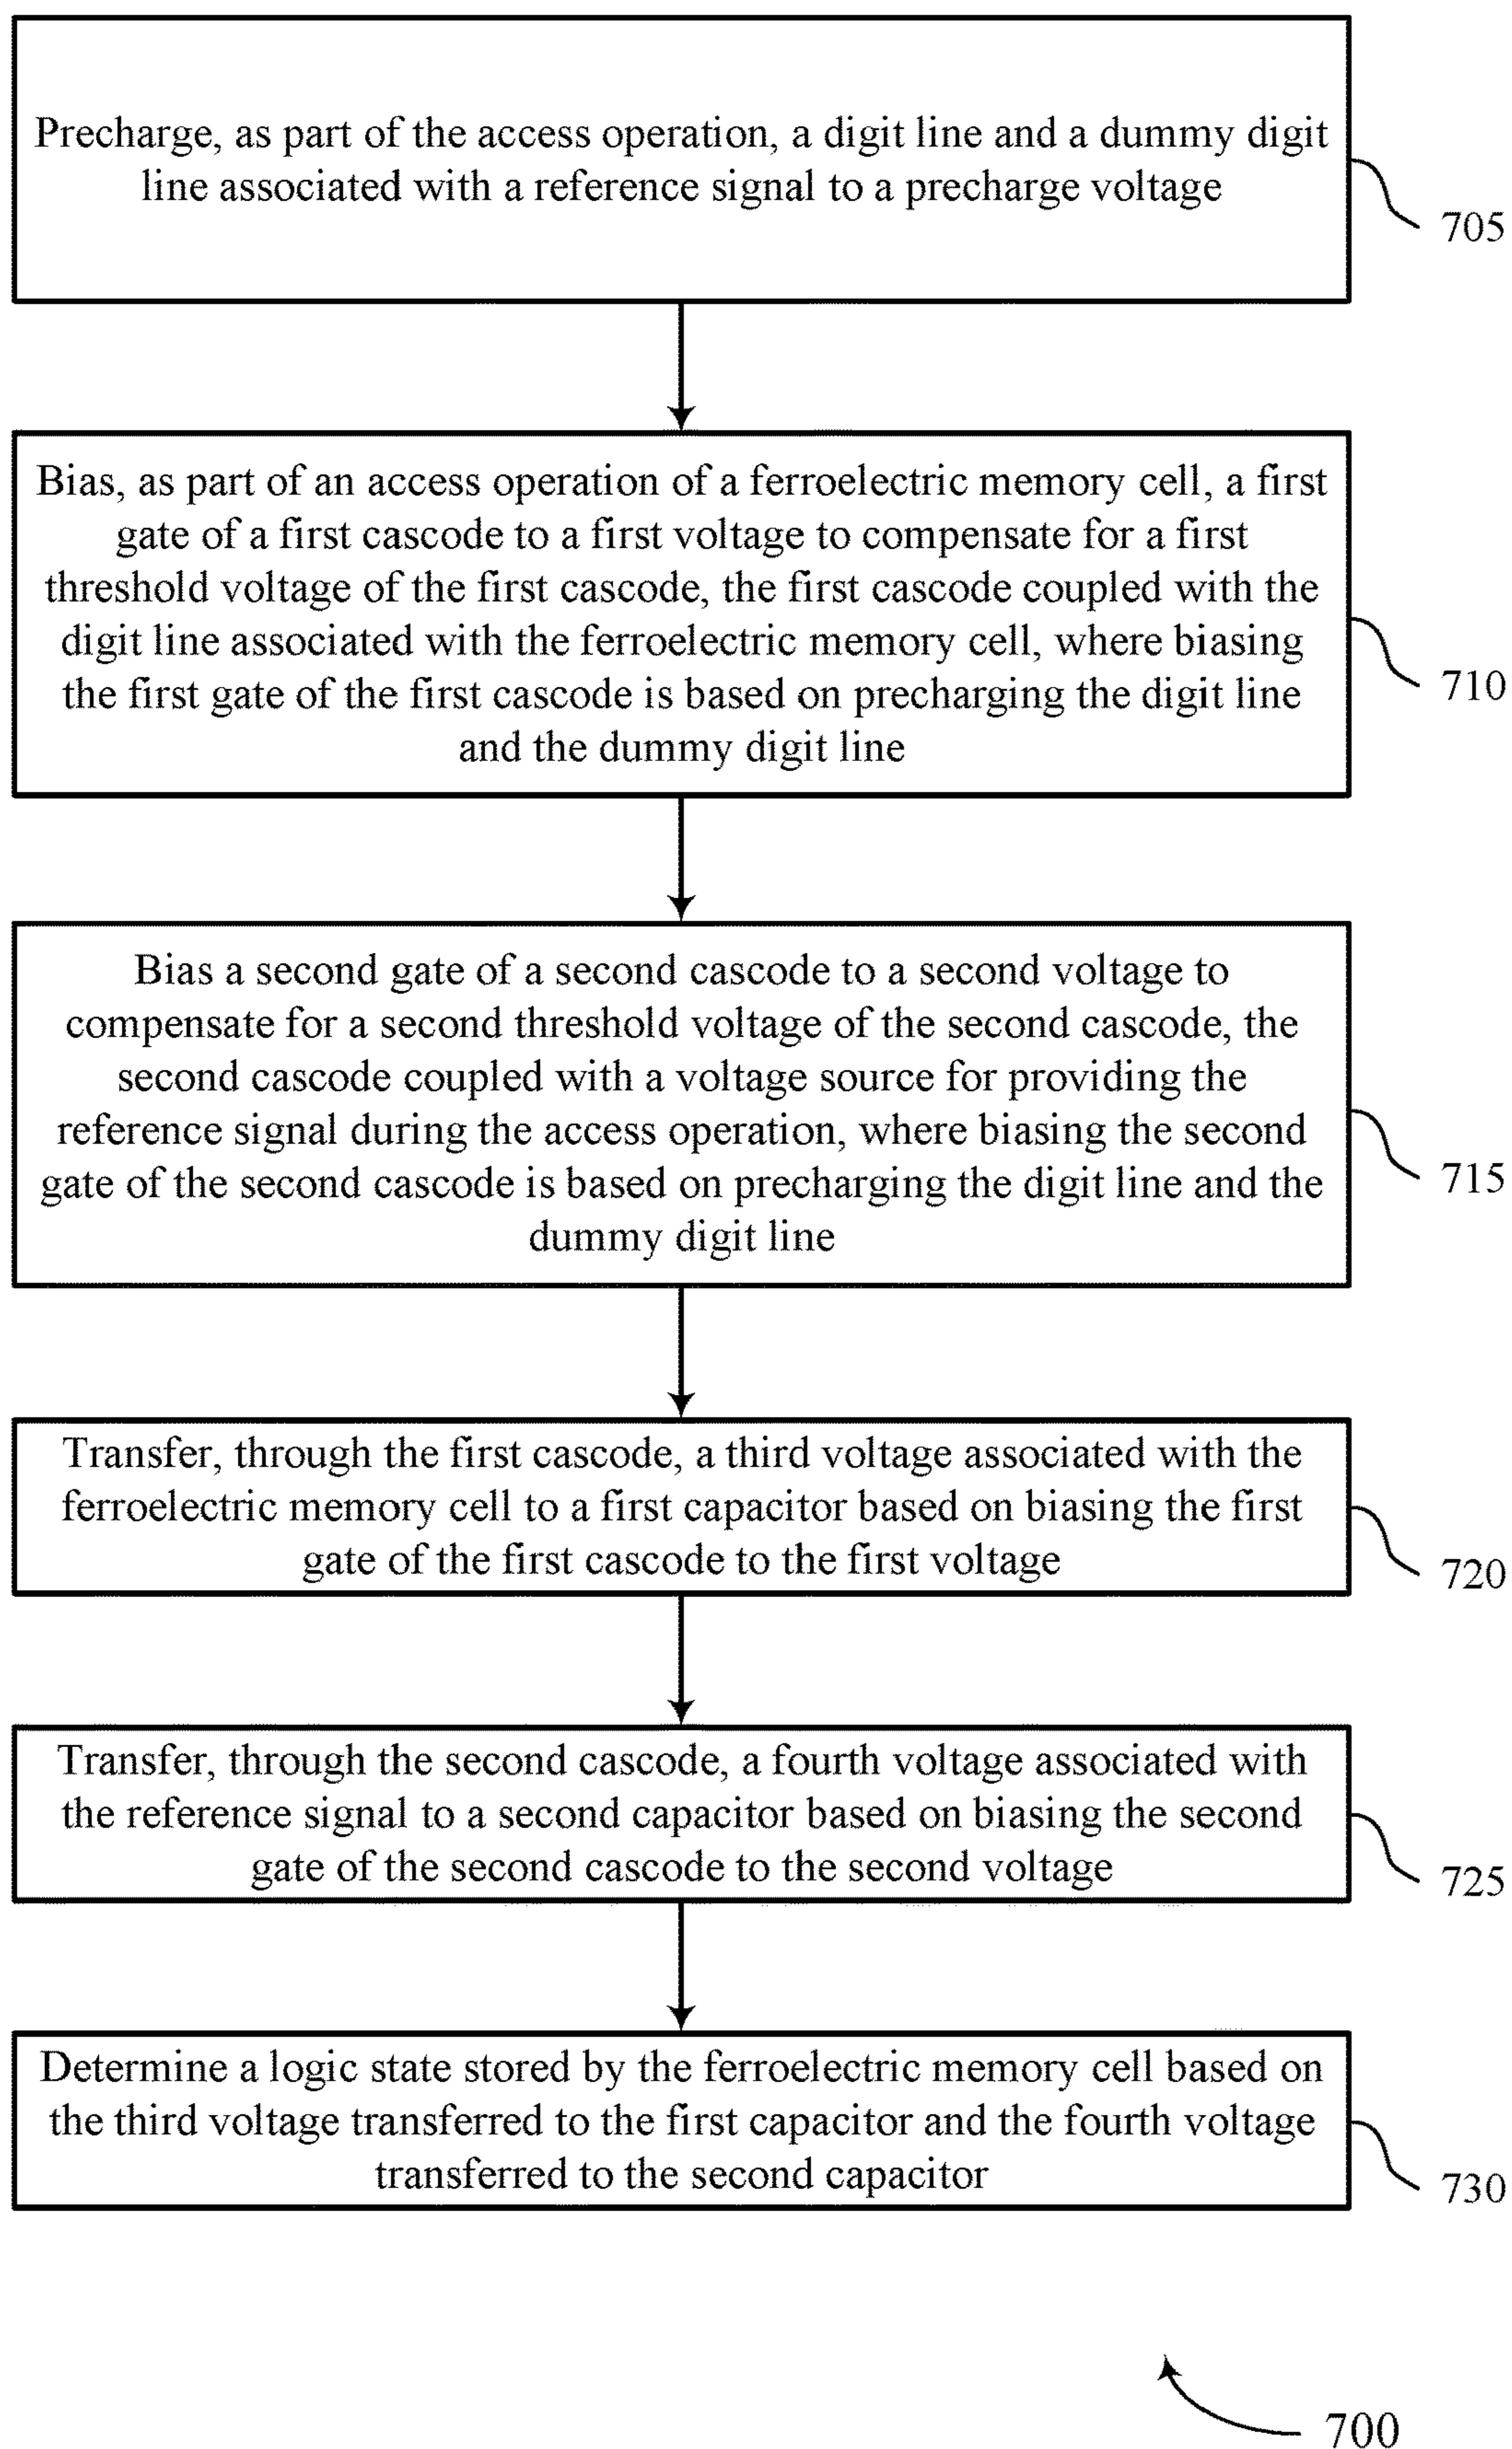 Precharge, as part of the access operation, a digit line and a dummy digit
line associated with a reference signal to a precharge voltage
705
Bias, as part of an access operation of a ferroelectric memory cell, a first
gate of a first cascode to a first voltage to compensate for a first
threshold voltage of the first cascode, the first cascode coupled with the
digit line associated with the ferroelectric memory cell, where biasing
the first gate of the first cascode is based on precharging the digit line
and the dummy digit line
710
Bias a second gate of a second cascode to a second voltage to
compensate for a second threshold voltage of the second cascode, the
second cascode coupled with a voltage source for providing the
reference signal during the access operation, where biasing the second
gate of the second cascode is based on precharging the digit line and the
dummy digit line
715
Transfer, through the first cascode, a third voltage associated with the
ferroelectric memory cell to a first capacitor based on biasing the first
gate of the first cascode to the first voltage
720
Transfer, through the second cascode, a fourth voltage associated with
the reference signal to a second capacitor based on biasing the second
gate of the second cascode to the second voltage
725
Determine a logic state stored by the ferroelectric memory cell based on
the third voltage transferred to the first capacitor and the fourth voltage
transferred to the second capacitor
730
700